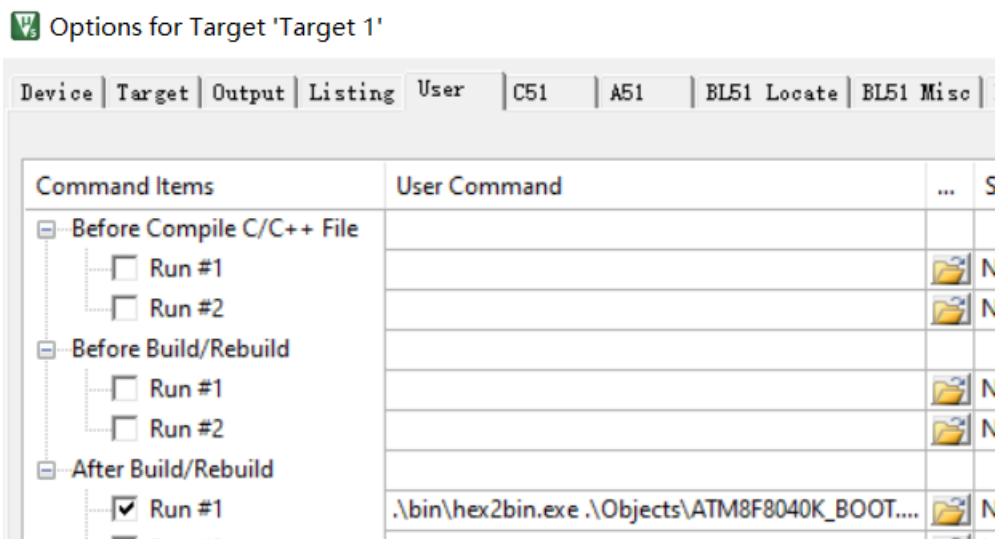 Options for Target 'Target 1'
Device Target Output Listing User C51 A51 BL51 Locate BL51 Misc
Command Items User Command ... S
Before Compile C/C++ File
Run #1 N
Run #2 N
Before Build/Rebuild
Run #1 N
Run #2 N
After Build/Rebuild
Run #1 .\bin\hex2bin.exe .\Objects\ATM8F8040K_BOOT.... N